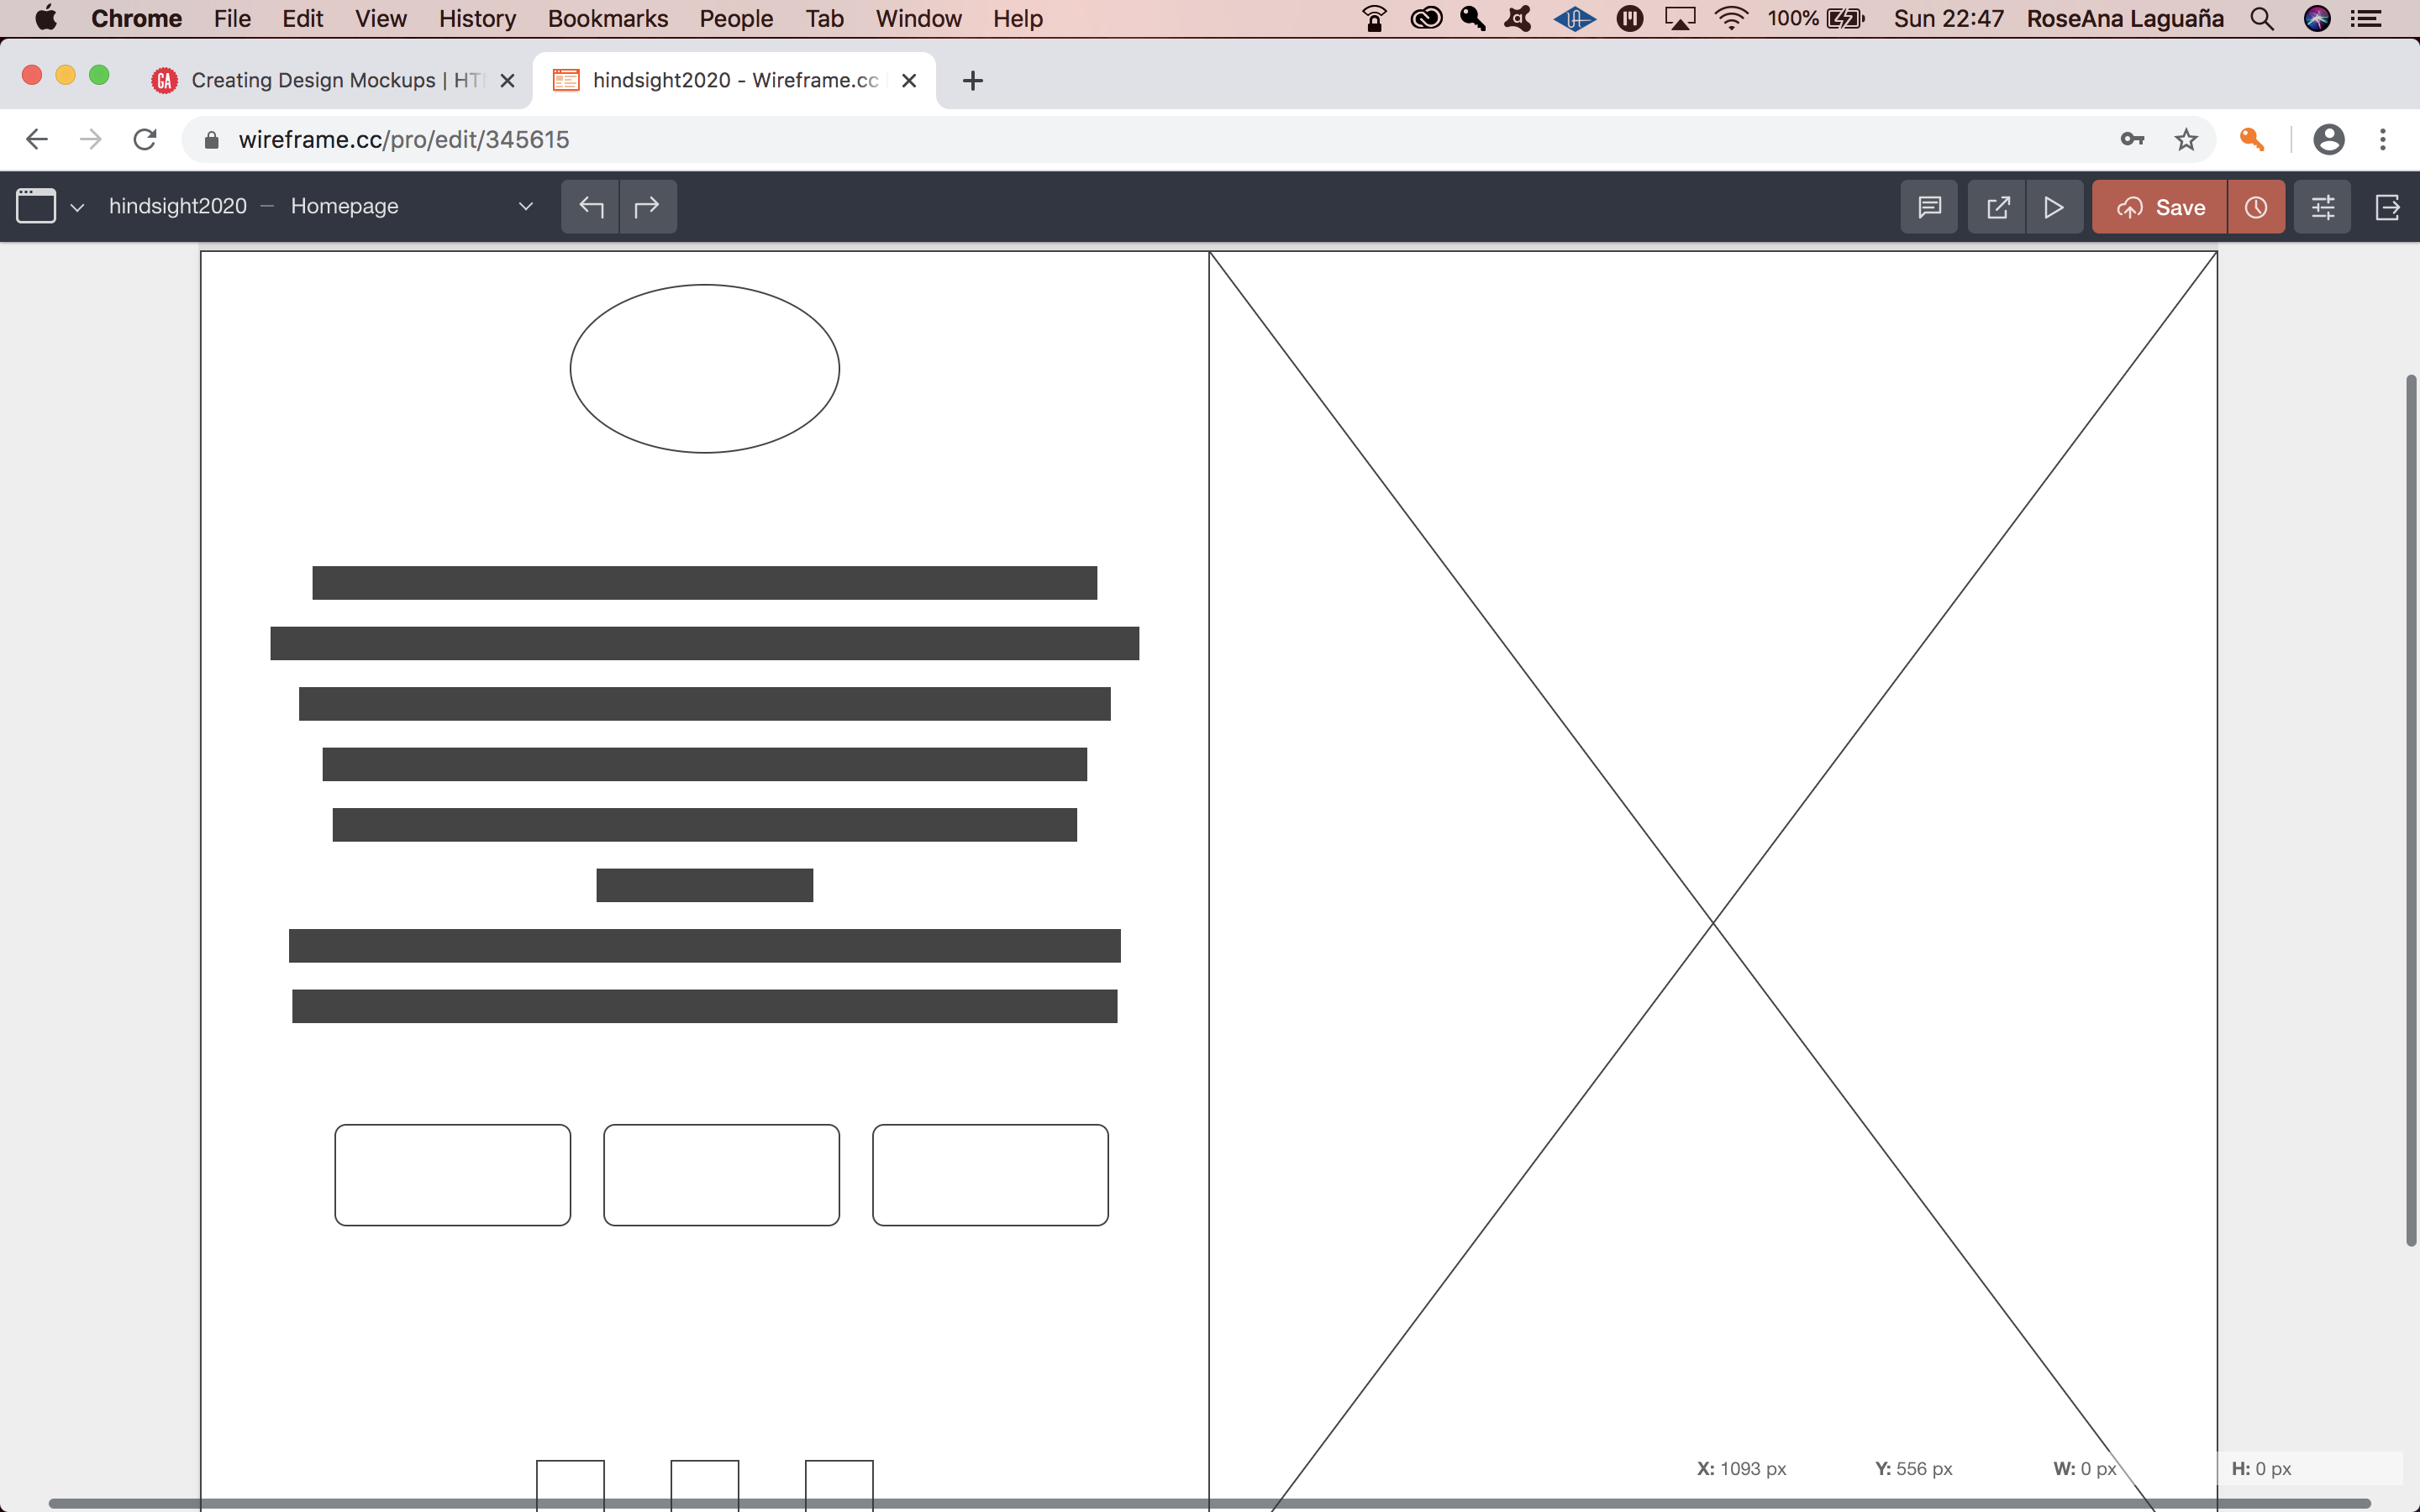 Chrome File Edit View History Bookmarks People Tab Window Help 100% Sun 22:47 RoseAna Laguaña
GA Creating Design Mockups | HT hindsight2020 - Wireframe.cc
wireframe.cc/pro/edit/345615
hindsight2020 – Homepage Save
X: 1093 px Y: 556 px W: 0 px H: 0 px